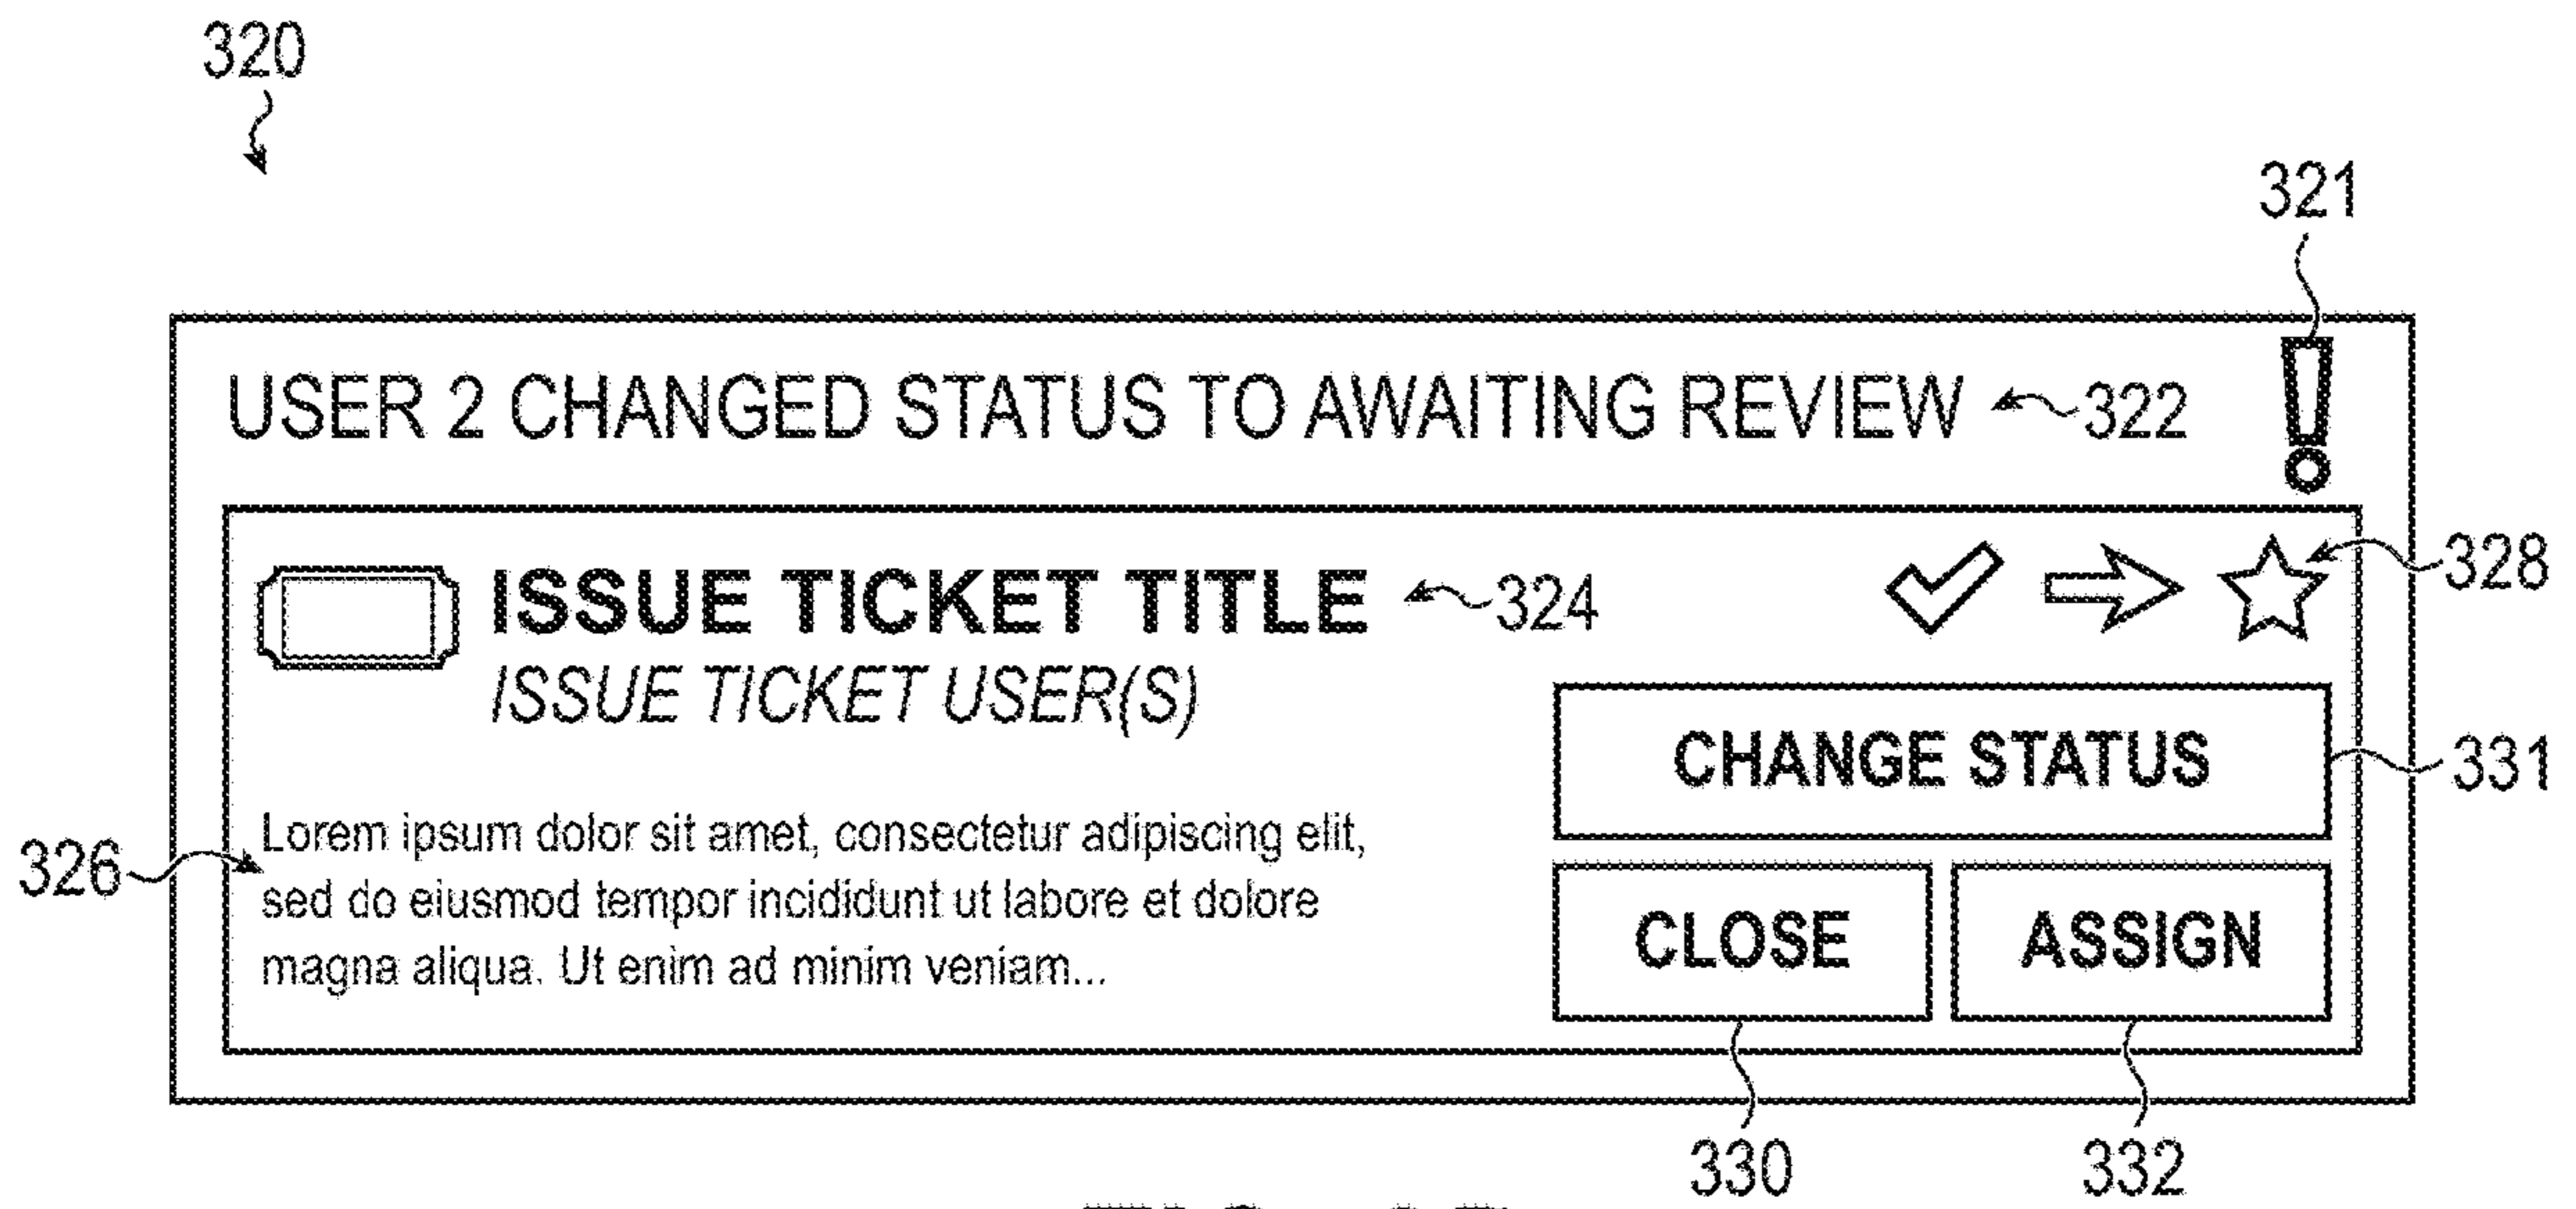 320
321
USER 2 CHANGED STATUS TO AWAITING REVIEW 322
ISSUE TICKET TITLE 324
328
ISSUE TICKET USER(S)
CHANGE STATUS 331
326 Lorem ipsum dolor sit amet, consectetur adipiscing elit,
sed do eiusmod tempor incididunt ut labore et dolore
magna aliqua. Ut enim ad minim veniam...
CLOSE ASSIGN
330 332